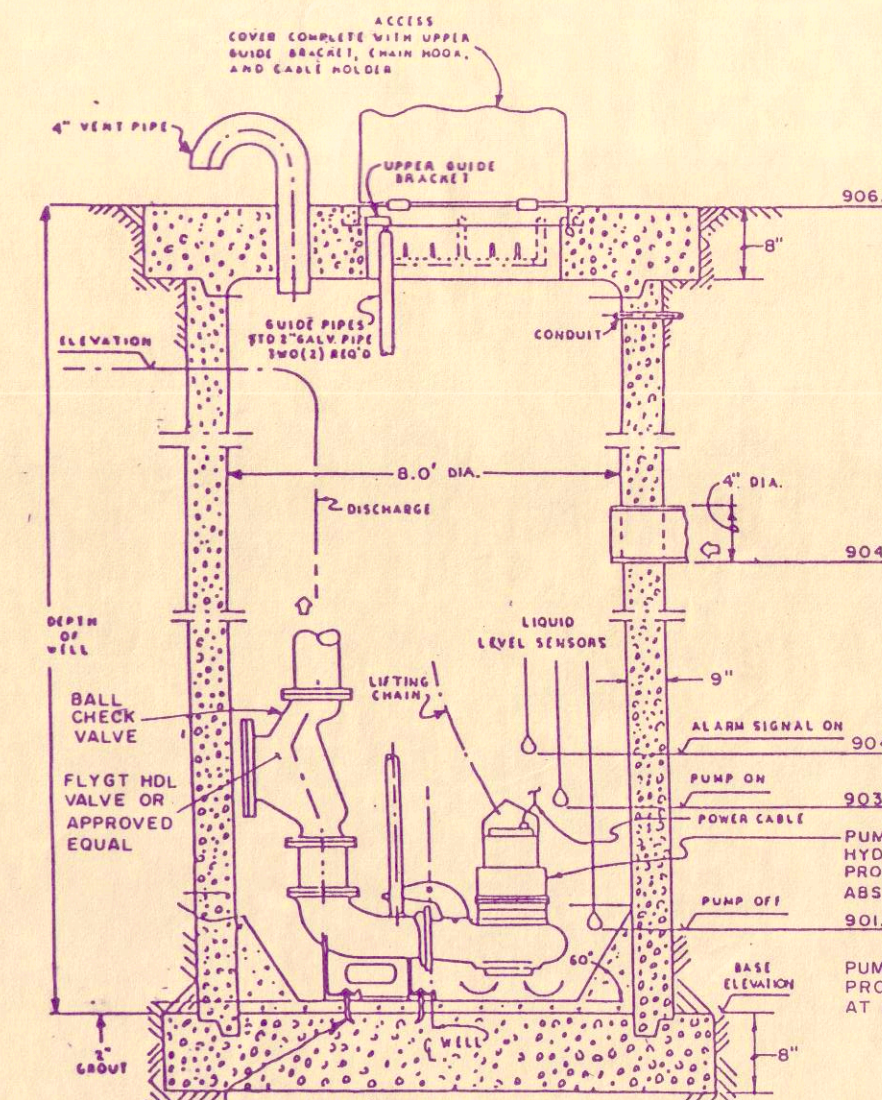 ACCESS
COVER COMPLETE WITH UPPER
GUIDE BRACKET, CHAIN HOOK,
AND CABLE HOLDER
4" VENT PIPE
UPPER GUIDE
BRACKET
906.
8"
GUIDE PIPES
STD 2" GALV. PIPE
TWO (2) REQ'D
CONDUIT
ELEVATION
8.0' DIA.
4" DIA.
DISCHARGE
904
DEPTH
OF
WELL
LIQUID
LEVEL SENSORS
LIFTING
CHAIN
9"
BALL
CHECK
VALVE
ALARM SIGNAL ON
904
FLYGT HDL
VALVE OR
APPROVED
EQUAL
PUMP ON
903
POWER CABLE
PUM
HYD
PRO
ABS
PUMP OFF
901.
60°
BASE
ELEVATION
PUM
PRO
AT
2"
GROUT
℄ WELL
8"